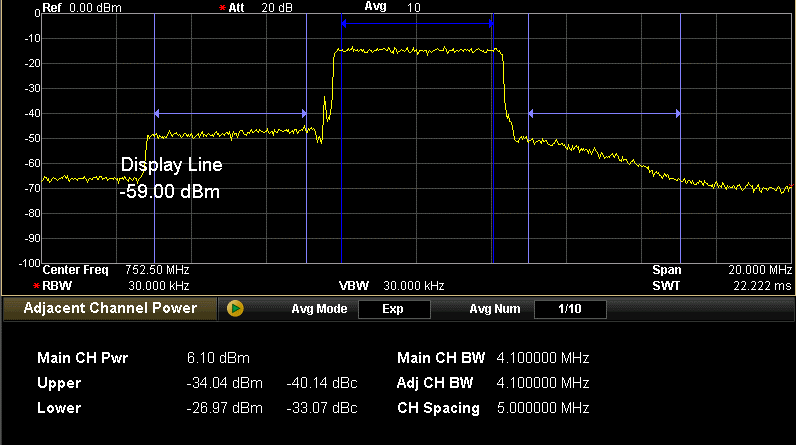 Ref 0.00 dBm * Att 20 dB Avg 10
0
-10
-20
-30
-40
-50
-60
-70
-80
-90
-100
Display Line
-59.00 dBm
Center Freq 752.50 MHz Span 20.000 MHz
* RBW 30.000 kHz VBW 30.000 kHz SWT 22.222 ms
Adjacent Channel Power Avg Mode Exp Avg Num 1/10
Main CH Pwr 6.10 dBm Main CH BW 4.100000 MHz
Upper -34.04 dBm -40.14 dBc Adj CH BW 4.100000 MHz
Lower -26.97 dBm -33.07 dBc CH Spacing 5.000000 MHz